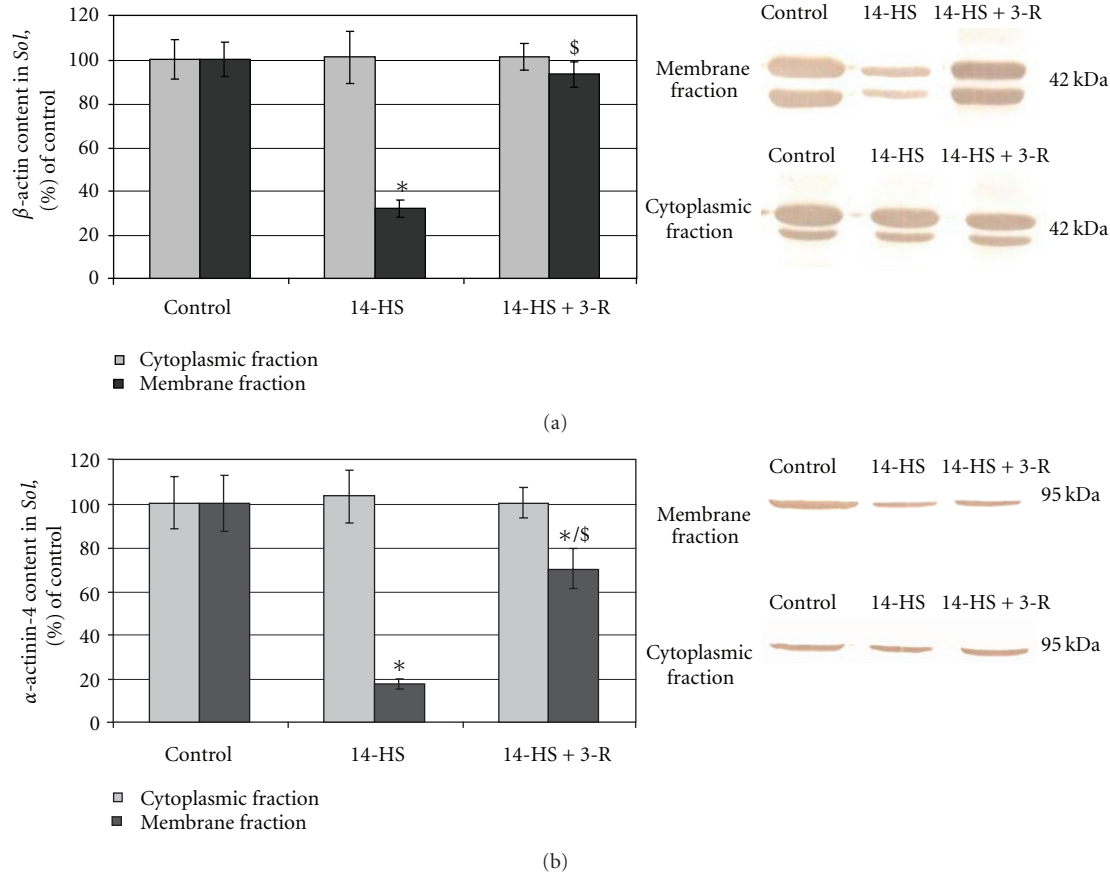 β-actin content in Sol,
(%) of control
120
100
80
60
40
20
0
*
$
Control
14-HS
14-HS + 3-R
Cytoplasmic fraction
Membrane fraction
Control
14-HS
14-HS + 3-R
Membrane
fraction
42 kDa
Control
14-HS
14-HS + 3-R
Cytoplasmic
fraction
42 kDa
(a)
α-actinin-4 content in Sol,
(%) of control
120
100
80
60
40
20
0
*
*/$
Control
14-HS
14-HS + 3-R
Cytoplasmic fraction
Membrane fraction
Control
14-HS
14-HS + 3-R
Membrane
fraction
95 kDa
Control
14-HS
14-HS + 3-R
Cytoplasmic
fraction
95 kDa
(b)